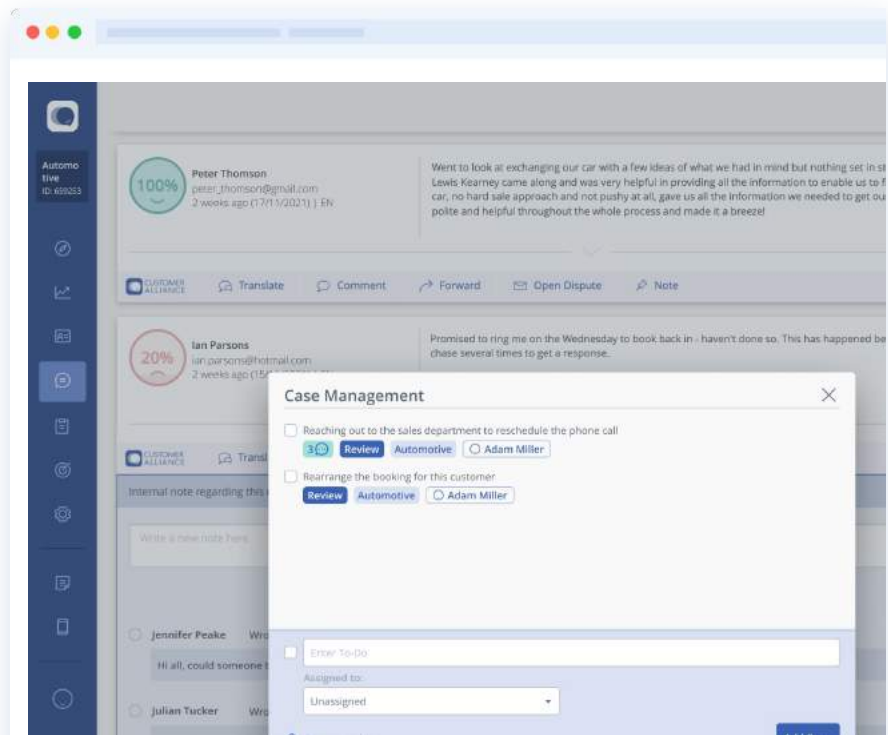 Automo
tive
ID: 699253
100%
Peter Thomson
peter_thomson@gmail.com
2 weeks ago (17/11/2021) | EN
Went to look at exchanging our car with a few ideas of what we had in mind but nothing set in st
Lewis Kearney came along and was very helpful in providing all the information to enable us to f
car, no hard sale approach and not pushy at all, gave us all the information we needed to get ou
polite and helpful throughout the whole process and made it a breeze!
CUSTOMER
ALLIANCE
Translate
Comment
Forward
Open Dispute
Note
20%
Ian Parsons
ian.parsons@hotmail.com
2 weeks ago (15/
Promised to ring me on the Wednesday to book back in - haven't done so. This has happened be
chase several times to get a response.
CUSTOMER
ALLIANCE
Transl
Internal note regarding this
Write a new note here
Jennifer Peake Wro
Hi all, could someone
Julian Tucker Wro
Case Management
Reaching out to the sales department to reschedule the phone call
3 Review Automotive Adam Miller
Rearrange the booking for this customer
Review Automotive Adam Miller
Enter To-Do
Assigned to:
Unassigned